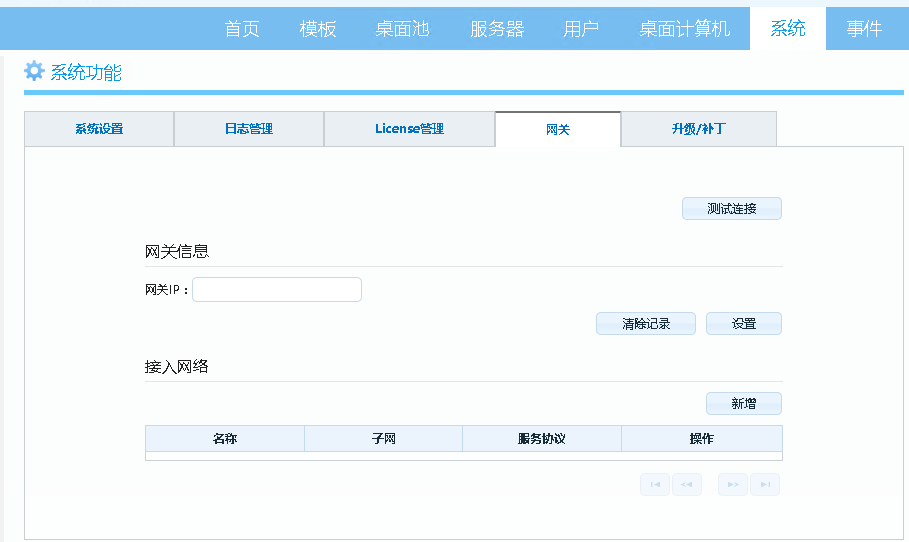 首页 模板 桌面池 服务器 用户 桌面计算机 系统 事件
系统功能
系统设置 日志管理 License管理 网关 升级/补丁
测试连接
网关信息
网关IP：
清除记录 设置
接入网络
新增
名称 子网 服务协议 操作